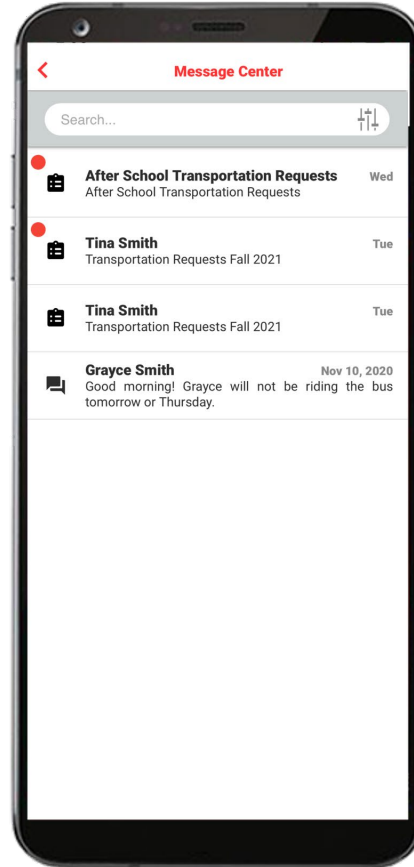 Message Center
Search...
After School Transportation Requests Wed
After School Transportation Requests
Tina Smith Tue
Transportation Requests Fall 2021
Tina Smith Tue
Transportation Requests Fall 2021
Grayce Smith Nov 10, 2020
Good morning! Grayce will not be riding the bus
tomorrow or Thursday.